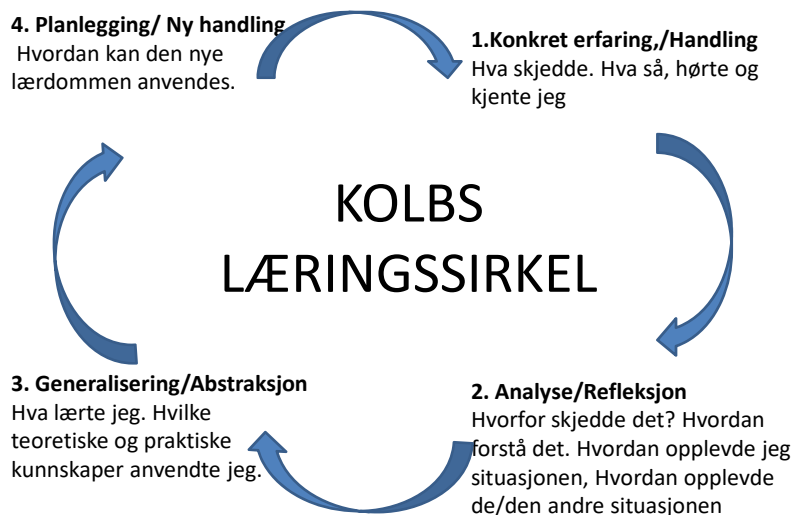 4. Planlegging/ Ny handling
Hvordan kan den nye
lærdommen anvendes.
1.Konkret erfaring,/Handling
Hva skjedde. Hva så, hørte og
kjente jeg
KOLBS
LÆRINGSSIRKEL
3. Generalisering/Abstraksjon
Hva lærte jeg. Hvilke
teoretiske og praktiske
kunnskaper anvendte jeg.
2. Analyse/Refleksjon
Hvorfor skjedde det? Hvordan
forstå det. Hvordan opplevde jeg
situasjonen, Hvordan opplevde
de/den andre situasjonen